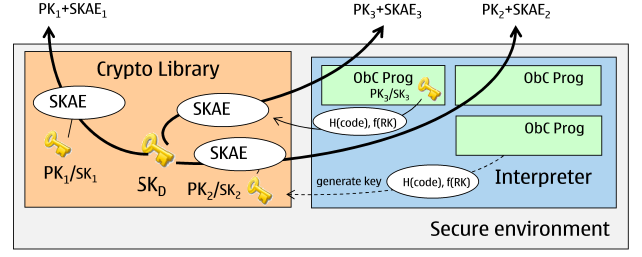 PK₁+SKAE₁
PK₃+SKAE₃
PK₂+SKAE₂
Crypto Library
SKAE
SKAE
SKAE
PK₁/SK₁
SK_D
PK₂/SK₂
ObC Prog
PK₃/SK₃
ObC Prog
ObC Prog
H(code), f(RK)
generate key
H(code), f(RK)
Interpreter
Secure environment